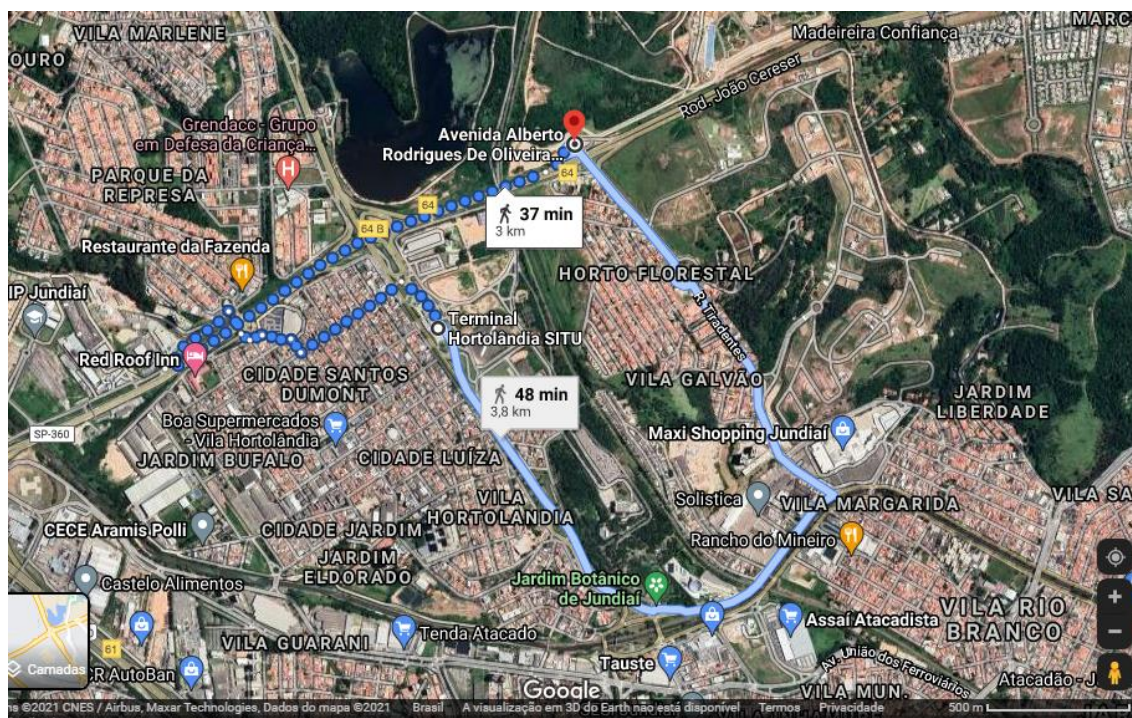 VILA MARLENE
MARC
OURO
Madeireira Confiança
Rod. João Cereser
Grendacc - Grupo
em Defesa da Criança...
Avenida Alberto
Rodrigues De Oliveira...
PARQUE DA
REPRESA
64
64
64 B
37 min
3 km
Restaurante da Fazenda
HORTO FLORESTAL
IP Jundiaí
R. Tiradentes
Terminal
Hortolândia SITU
Red Roof Inn
CIDADE SANTOS
DUMONT
VILA GALVÃO
48 min
3,8 km
JARDIM
LIBERDADE
Boa Supermercados
- Vila Hortolândia
Maxi Shopping Jundiaí
SP-360
JARDIM BUFALO
CIDADE LUÍZA
Solistica
VILA MARGARIDA
VILA SA
VILA
HORTOLANDIA
CECE Aramis Polli
CIDADE JARDIM
Rancho do Mineiro
JARDIM
ELDORADO
Jardim Botânico
de Jundiaí
Castelo Alimentos
VILA RIO
BRANCO
Assaí Atacadista
VILA GUARANI
Tenda Atacado
61
Camadas
CR AutoBan
Tauste
Av. União dos Ferroviários
Atacadão - J
Google
VILA MUN.
ns ©2021 CNES / Airbus, Maxar Technologies, Dados do mapa ©2021 Brasil A visualização em 3D do Earth não está disponível Termos Privacidade 500 m